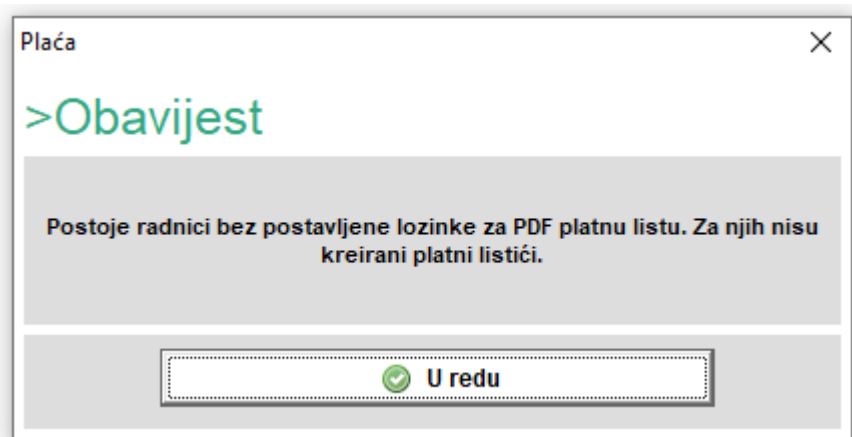 Plaća
>Obavijest
Postoje radnici bez postavljene lozinke za PDF platnu listu. Za njih nisu
kreirani platni listići.
U redu